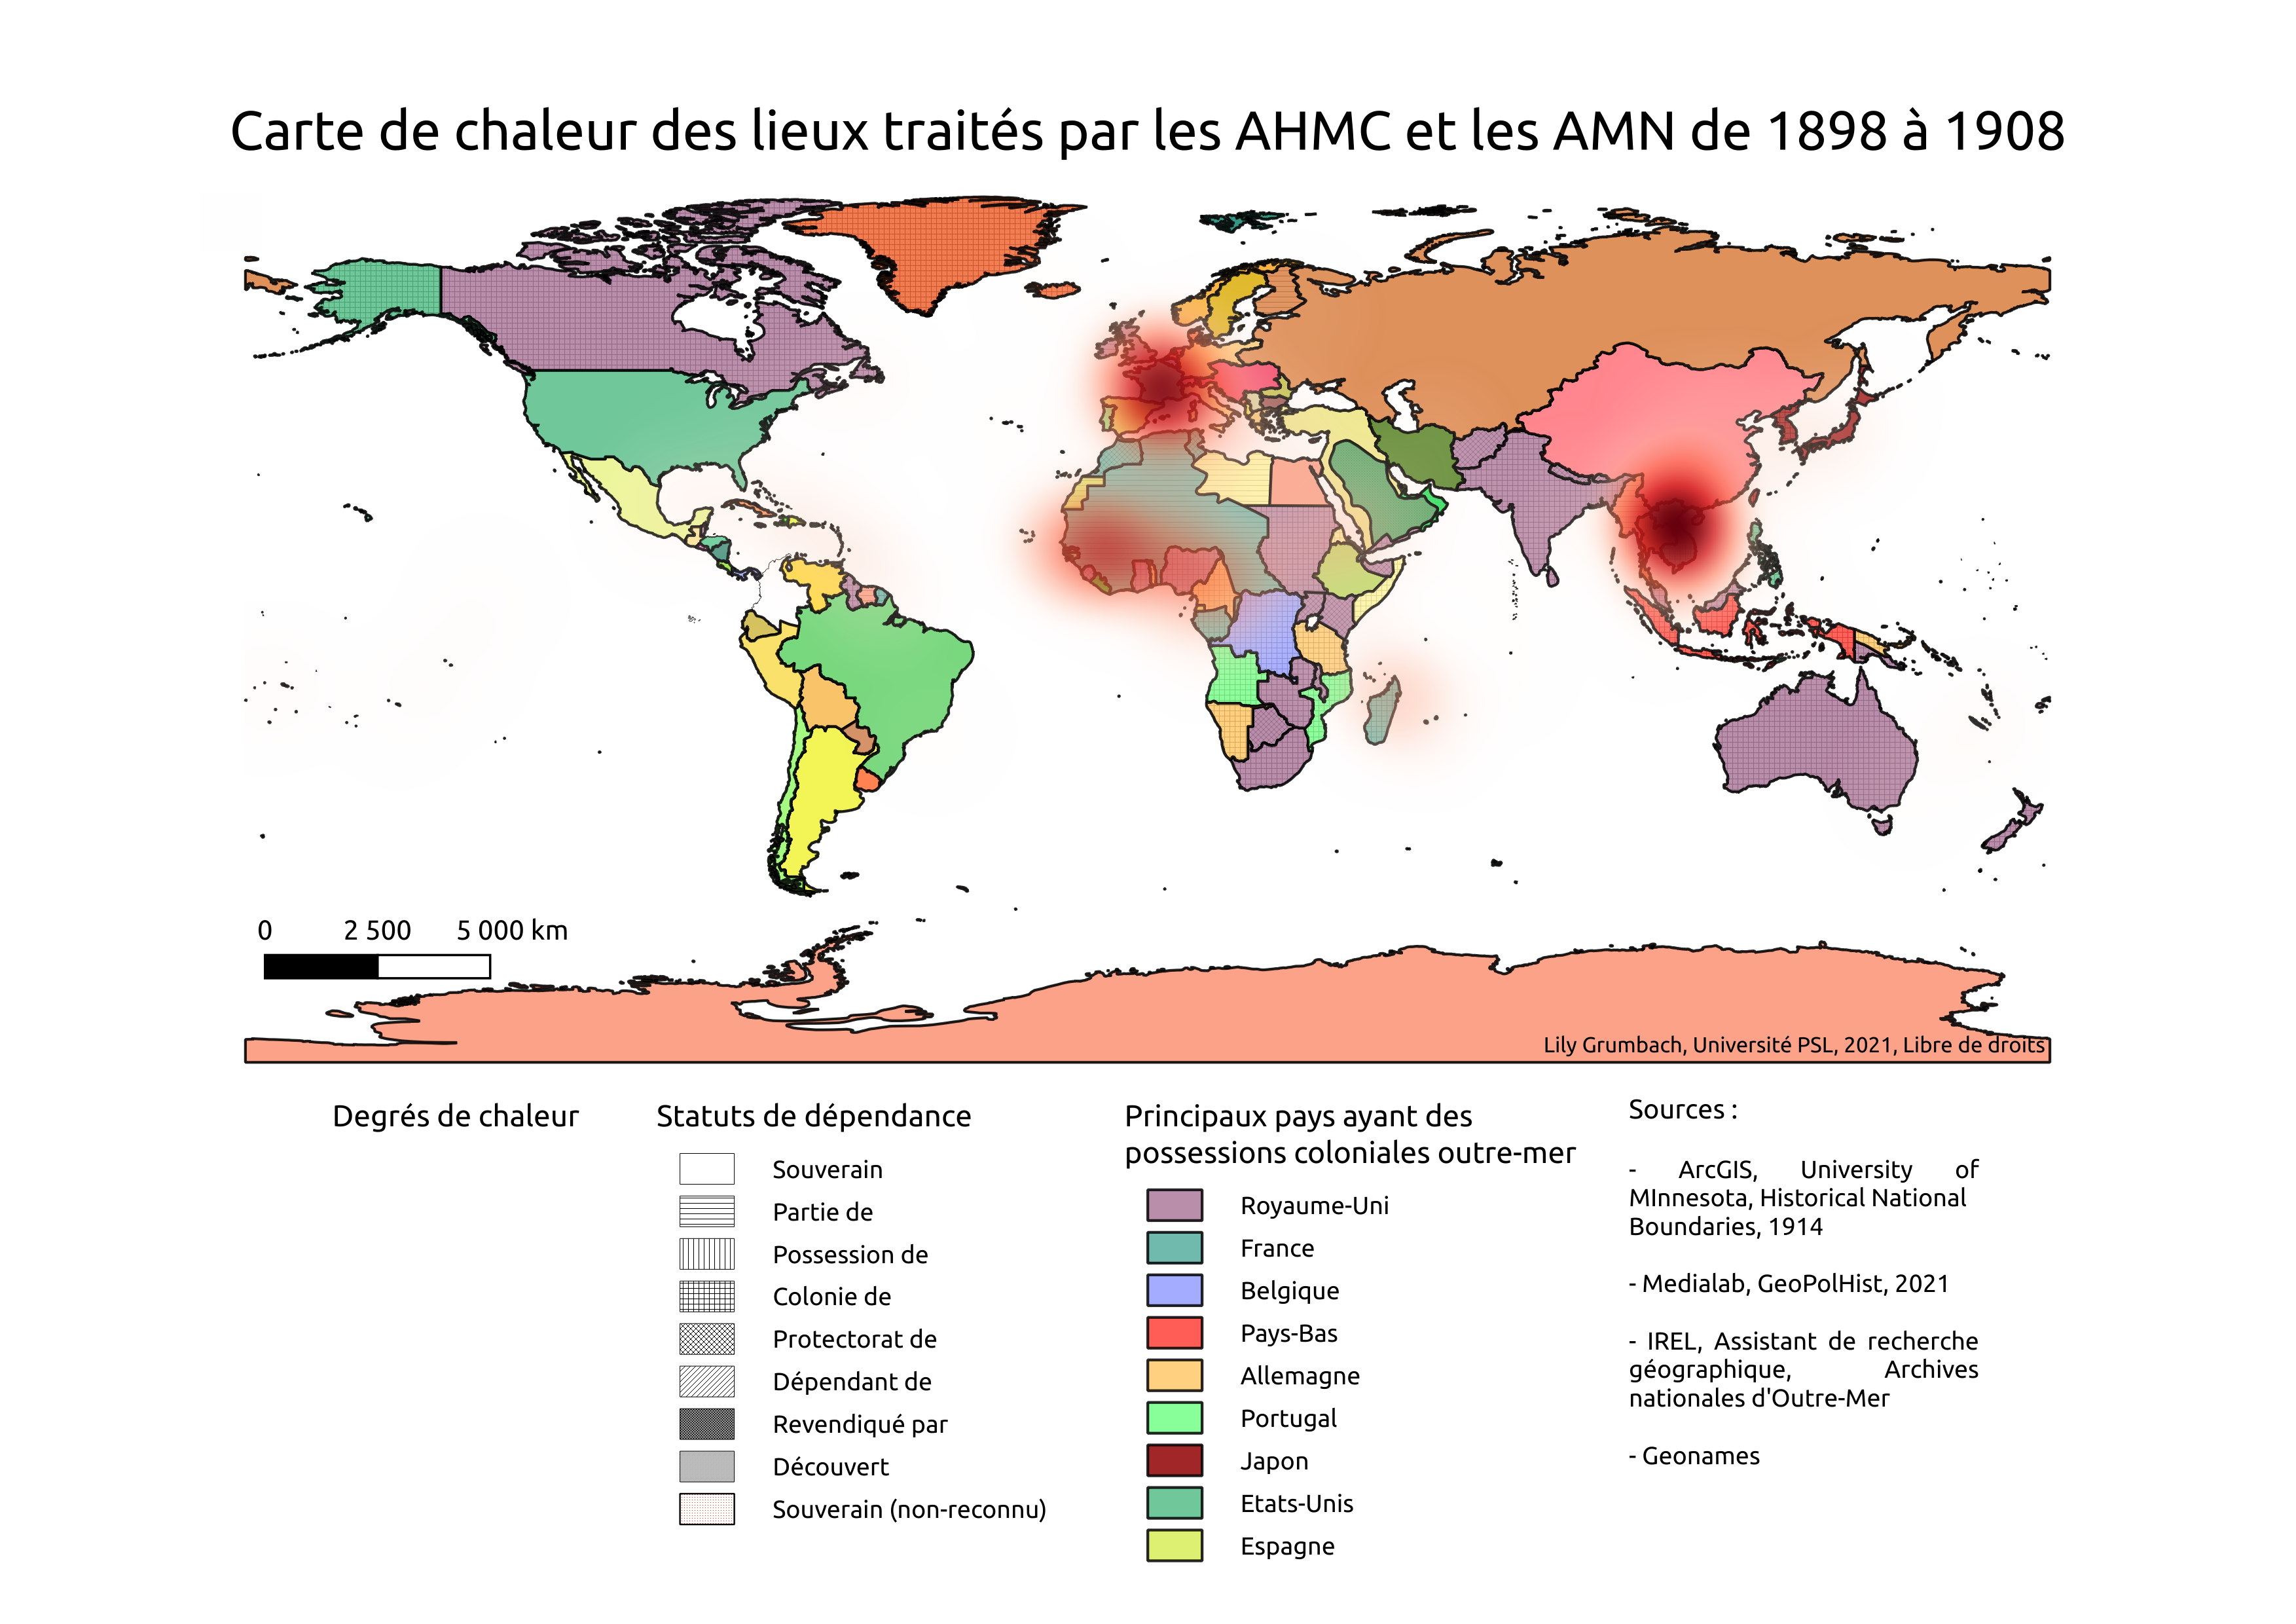 Carte de chaleur des lieux traités par les AHMC et les AMN de 1898 à 1908
0 2 500 5 000 km
Lily Grumbach, Université PSL, 2021, Libre de droits
Degrés de chaleur
Statuts de dépendance
Souverain
Partie de
Possession de
Colonie de
Protectorat de
Dépendant de
Revendiqué par
Découvert
Souverain (non-reconnu)
Principaux pays ayant des
possessions coloniales outre-mer
Royaume-Uni
France
Belgique
Pays-Bas
Allemagne
Portugal
Japon
Etats-Unis
Espagne
Sources :
- ArcGIS, University of
MInnesota, Historical National
Boundaries, 1914
- Medialab, GeoPolHist, 2021
- IREL, Assistant de recherche
géographique, Archives
nationales d'Outre-Mer
- Geonames